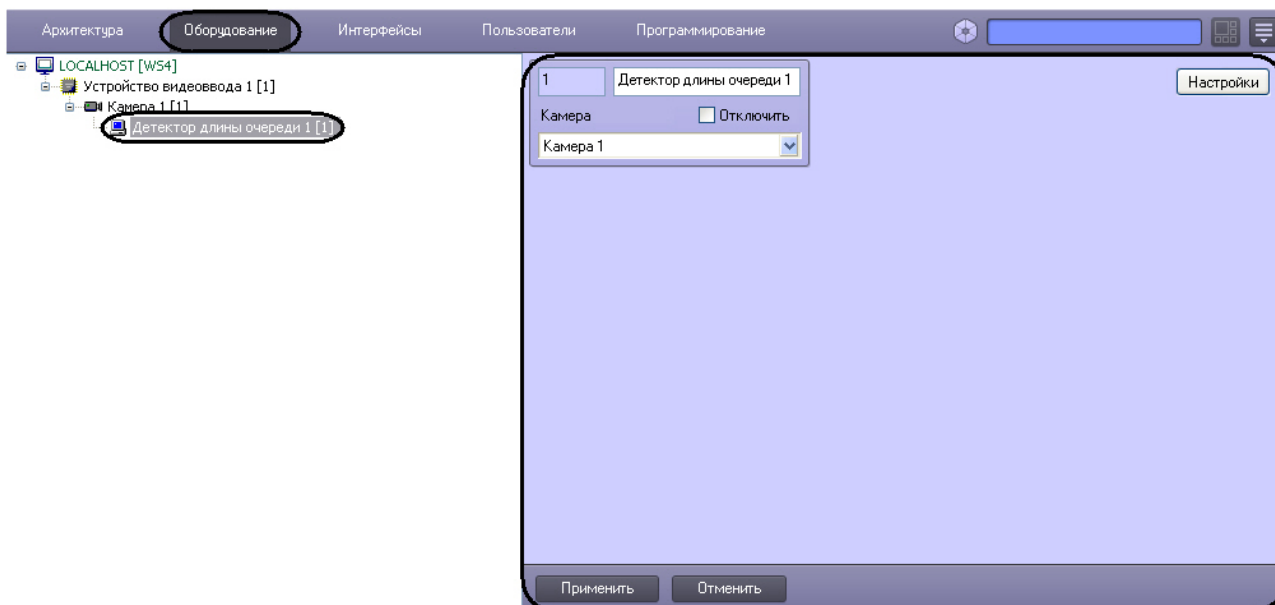 Архитектура Оборудование Интерфейсы Пользователи Программирование
LOCALHOST [WS4]
Устройство видеоввода 1 [1]
Камера 1 [1]
Детектор длины очереди 1 [1]
1 Детектор длины очереди 1 Настройки
Камера Отключить
Камера 1
Применить Отменить